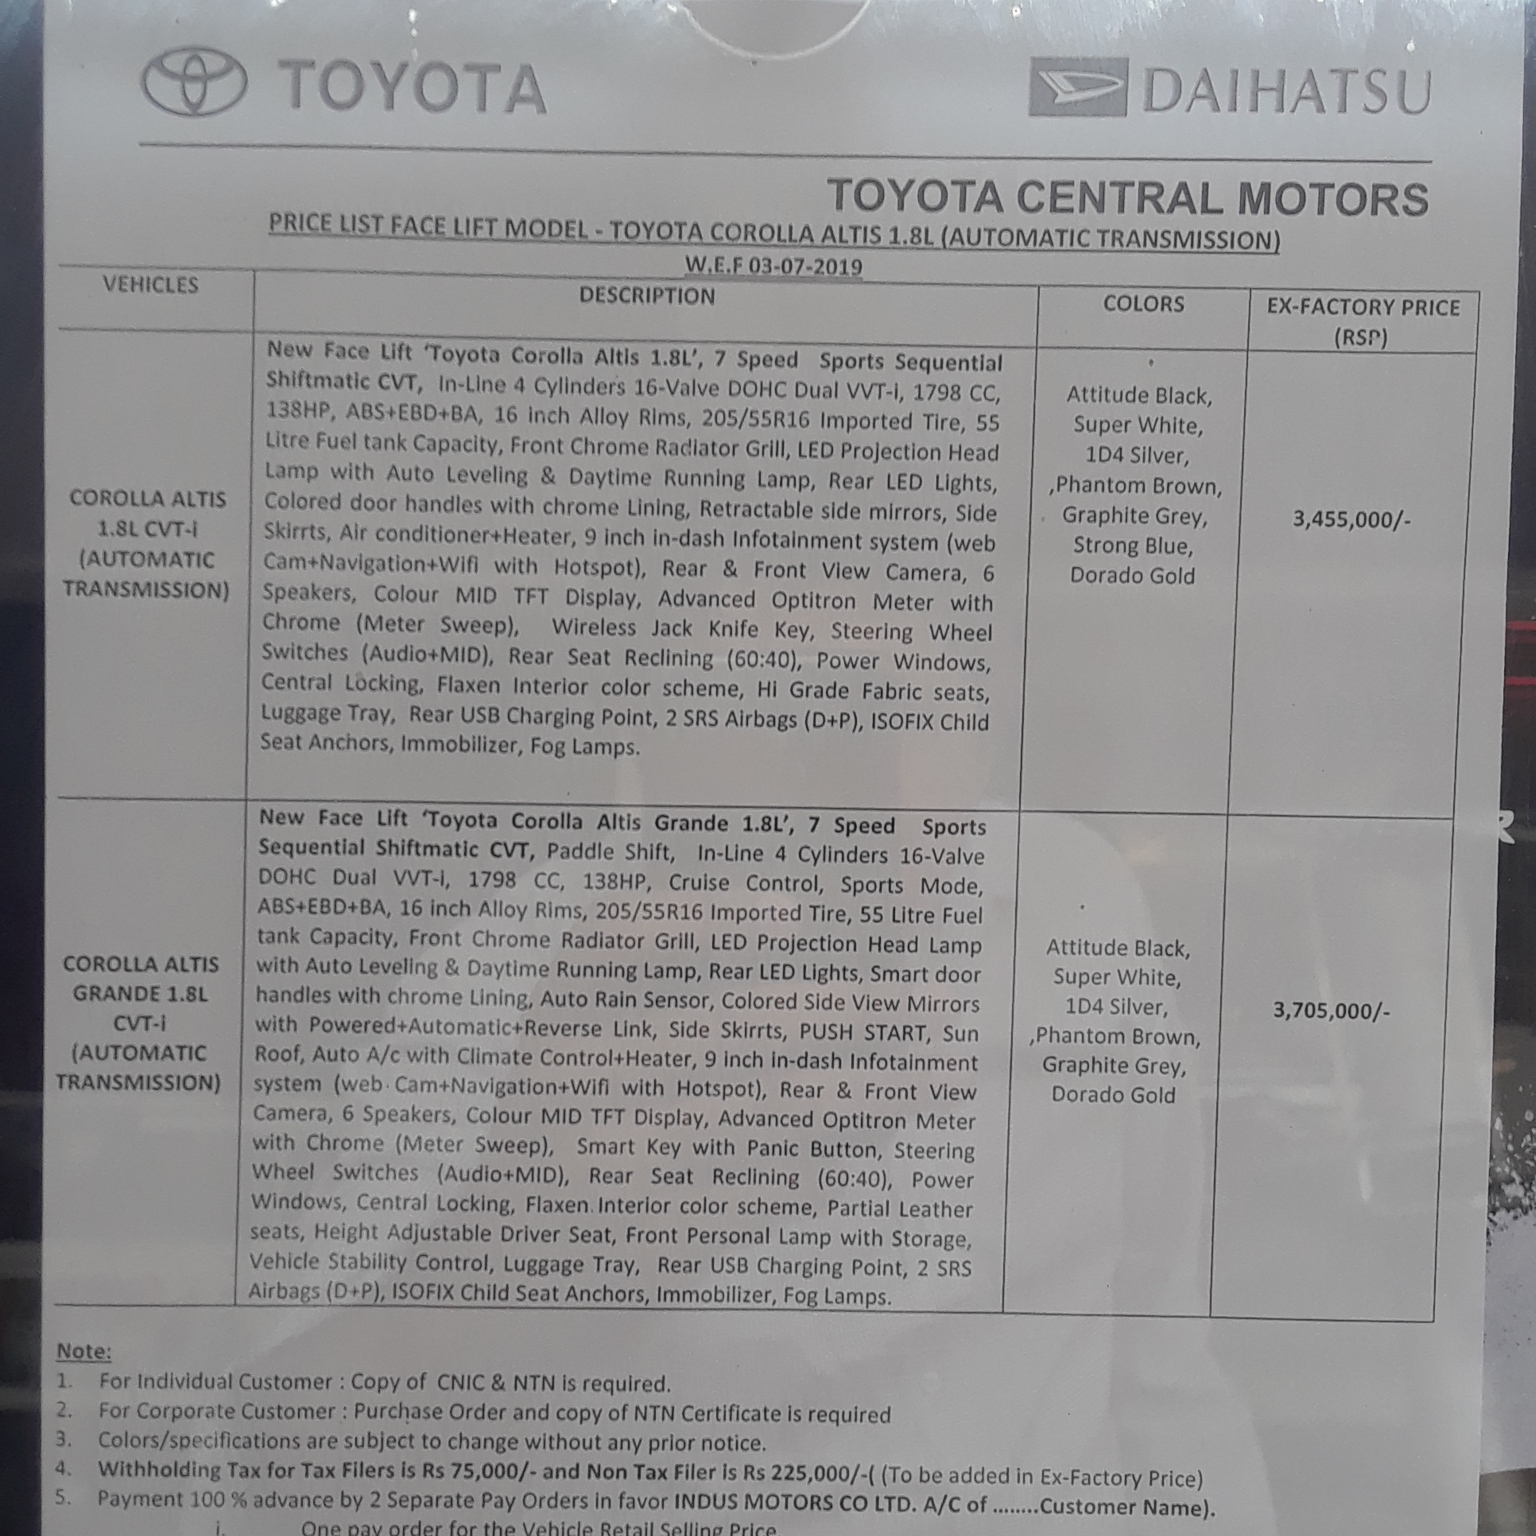 TOYOTA
DAIHATSU
TOYOTA CENTRAL MOTORS
PRICE LIST FACE LIFT MODEL - TOYOTA COROLLA ALTIS 1.8L (AUTOMATIC TRANSMISSION)
W.E.F 03-07-2019
VEHICLES
DESCRIPTION
COLORS
EX-FACTORY PRICE
(RSP)
COROLLA ALTIS
1.8L CVT-i
(AUTOMATIC
TRANSMISSION)
New Face Lift ‘Toyota Corolla Altis 1.8L’, 7 Speed Sports Sequential
Shiftmatic CVT, In-Line 4 Cylinders 16-Valve DOHC Dual VVT-i, 1798 CC,
138HP, ABS+EBD+BA, 16 inch Alloy Rims, 205/55R16 Imported Tire, 55
Litre Fuel tank Capacity, Front Chrome Radiator Grill, LED Projection Head
Lamp with Auto Leveling & Daytime Running Lamp, Rear LED Lights,
Colored door handles with chrome Lining, Retractable side mirrors, Side
Skirrts, Air conditioner+Heater, 9 inch in-dash Infotainment system (web
Cam+Navigation+Wifi with Hotspot), Rear & Front View Camera, 6
Speakers, Colour MID TFT Display, Advanced Optitron Meter with
Chrome (Meter Sweep), Wireless Jack Knife Key, Steering Wheel
Switches (Audio+MID), Rear Seat Reclining (60:40), Power Windows,
Central Locking, Flaxen Interior color scheme, Hi Grade Fabric seats,
Luggage Tray, Rear USB Charging Point, 2 SRS Airbags (D+P), ISOFIX Child
Seat Anchors, Immobilizer, Fog Lamps.
Attitude Black,
Super White,
1D4 Silver,
,Phantom Brown,
Graphite Grey,
Strong Blue,
Dorado Gold
3,455,000/-
COROLLA ALTIS
GRANDE 1.8L
CVT-i
(AUTOMATIC
TRANSMISSION)
New Face Lift ‘Toyota Corolla Altis Grande 1.8L’, 7 Speed Sports
Sequential Shiftmatic CVT, Paddle Shift, In-Line 4 Cylinders 16-Valve
DOHC Dual VVT-i, 1798 CC, 138HP, Cruise Control, Sports Mode,
ABS+EBD+BA, 16 inch Alloy Rims, 205/55R16 Imported Tire, 55 Litre Fuel
tank Capacity, Front Chrome Radiator Grill, LED Projection Head Lamp
with Auto Leveling & Daytime Running Lamp, Rear LED Lights, Smart door
handles with chrome Lining, Auto Rain Sensor, Colored Side View Mirrors
with Powered+Automatic+Reverse Link, Side Skirrts, PUSH START, Sun
Roof, Auto A/c with Climate Control+Heater, 9 inch in-dash Infotainment
system (web Cam+Navigation+Wifi with Hotspot), Rear & Front View
Camera, 6 Speakers, Colour MID TFT Display, Advanced Optitron Meter
with Chrome (Meter Sweep), Smart Key with Panic Button, Steering
Wheel Switches (Audio+MID), Rear Seat Reclining (60:40), Power
Windows, Central Locking, Flaxen Interior color scheme, Partial Leather
seats, Height Adjustable Driver Seat, Front Personal Lamp with Storage,
Vehicle Stability Control, Luggage Tray, Rear USB Charging Point, 2 SRS
Airbags (D+P), ISOFIX Child Seat Anchors, Immobilizer, Fog Lamps.
Attitude Black,
Super White,
1D4 Silver,
,Phantom Brown,
Graphite Grey,
Dorado Gold
3,705,000/-
Note:
1. For Individual Customer : Copy of CNIC & NTN is required.
2. For Corporate Customer : Purchase Order and copy of NTN Certificate is required
3. Colors/specifications are subject to change without any prior notice.
4. Withholding Tax for Tax Filers is Rs 75,000/- and Non Tax Filer is Rs 225,000/-( (To be added in Ex-Factory Price)
5. Payment 100 % advance by 2 Separate Pay Orders in favor INDUS MOTORS CO LTD. A/C of ........Customer Name).
i. One pay order for the Vehicle Retail Selling Price
R